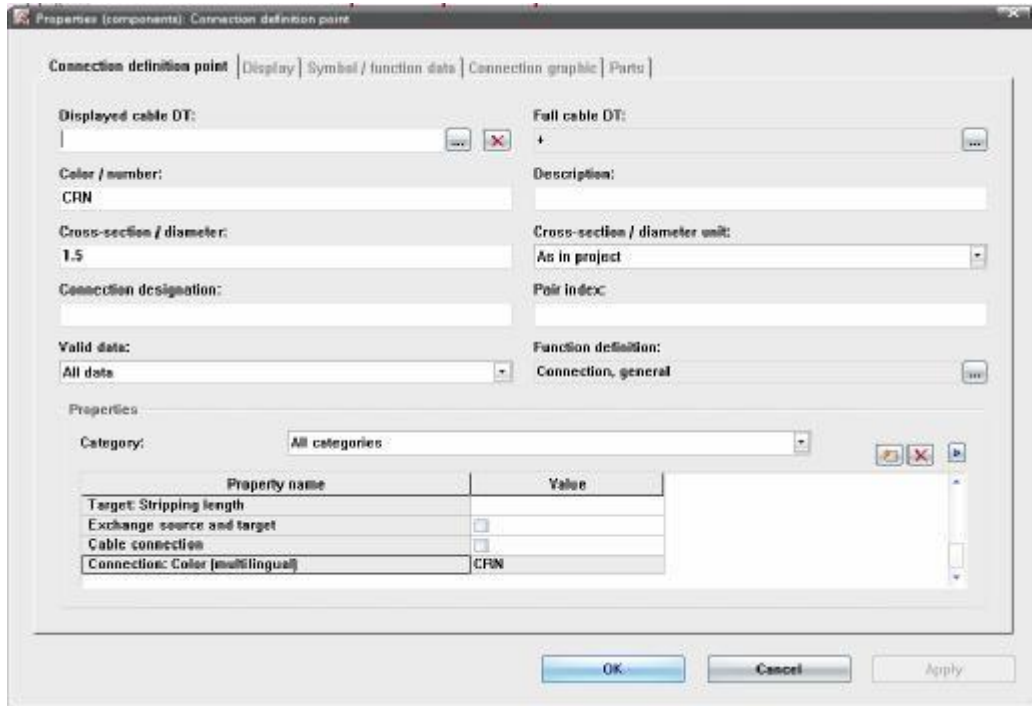 Properties (components): Connection definition point
Connection definition point Display Symbol / function data Connection graphic Parts
Displayed cable DT: Full cable DT:
... +
...
Color / number: Description:
CRN
Cross-section / diameter: Cross-section / diameter unit:
1.5 As in project
Connection designation: Pair index:
Valid data: Function definition:
All data Connection, general ...
Properties
Category: All categories
Property name Value
Target: Stripping length
Exchange source and target
Cable connection
Connection: Color (multilingual) CRN
OK Cancel Apply